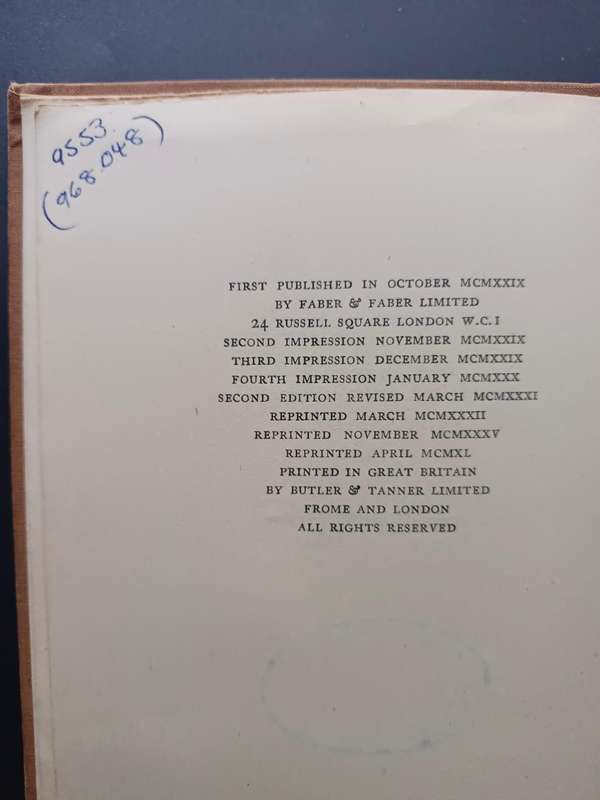 9553.
(968.048)
FIRST PUBLISHED IN OCTOBER MCMXXIX
BY FABER & FABER LIMITED
24 RUSSELL SQUARE LONDON W.C.1
SECOND IMPRESSION NOVEMBER MCMXXIX
THIRD IMPRESSION DECEMBER MCMXXIX
FOURTH IMPRESSION JANUARY MCMXXX
SECOND EDITION REVISED MARCH MCMXXXI
REPRINTED MARCH MCMXXXII
REPRINTED NOVEMBER MCMXXXV
REPRINTED APRIL MCMXL
PRINTED IN GREAT BRITAIN
BY BUTLER & TANNER LIMITED
FROME AND LONDON
ALL RIGHTS RESERVED